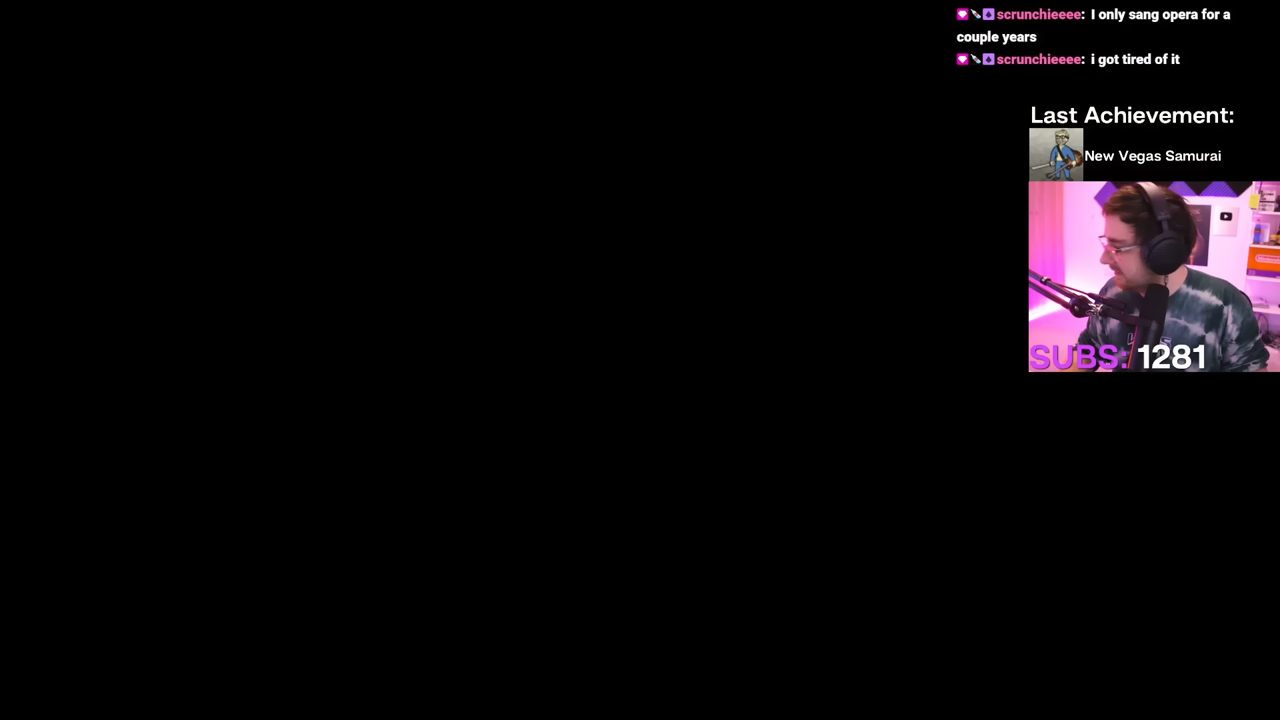 scrunchieeee: I only sang opera for a
couple years
scrunchieeee: i got tired of it
Last Achievement:
New Vegas Samurai
SUBS: 1281